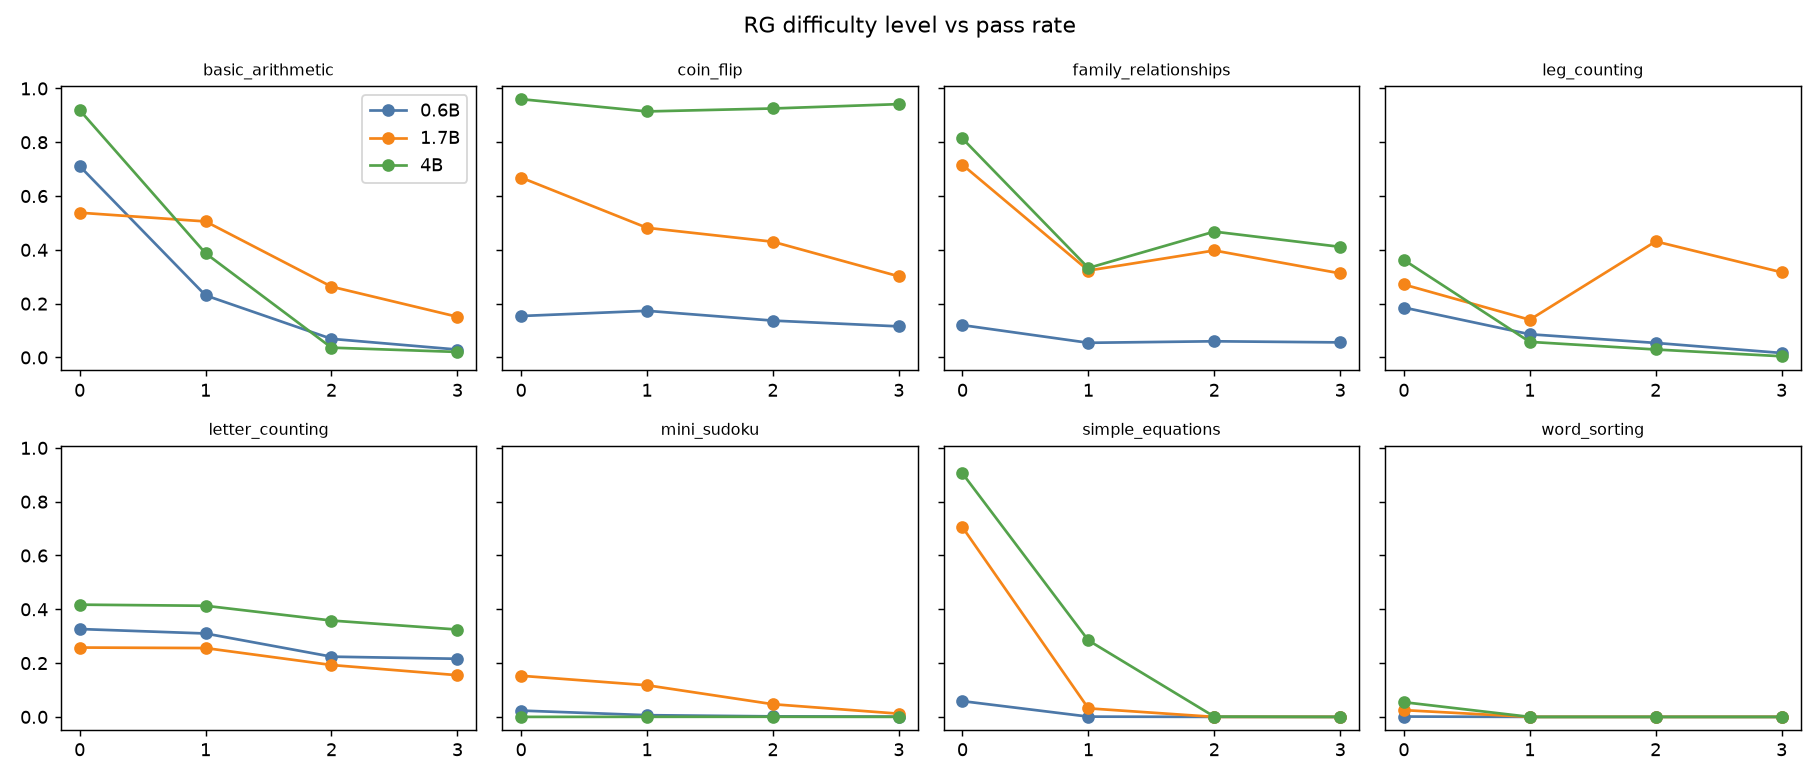 RG difficulty level vs pass rate
basic_arithmetic
coin_flip
family_relationships
leg_counting
1.0
0.8
0.6
0.4
0.2
0.0
0.6B
1.7B
4B
0 1 2 3
0 1 2 3
0 1 2 3
0 1 2 3
letter_counting
mini_sudoku
simple_equations
word_sorting
1.0
0.8
0.6
0.4
0.2
0.0
0 1 2 3
0 1 2 3
0 1 2 3
0 1 2 3